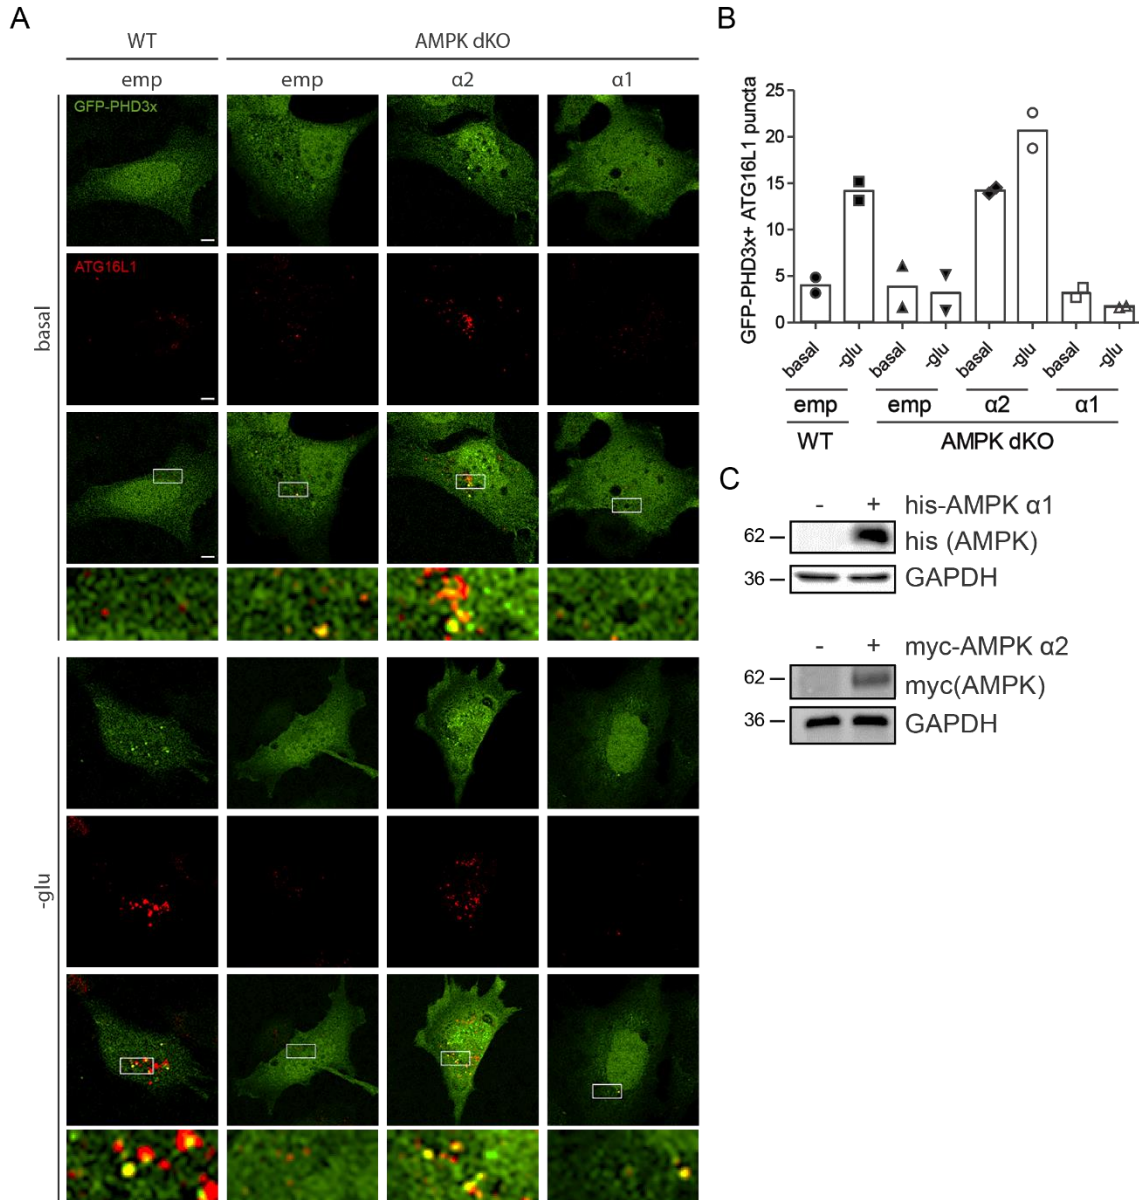 A
WT
AMPK dKO
emp
emp
α2
α1
GFP-PHD3x
ATG16L1
basal
-glu
B
GFP-PHD3x+ ATG16L1 puncta
25
20
15
10
5
0
basal
-glu
basal
-glu
basal
-glu
basal
-glu
emp
emp
α2
α1
WT
AMPK dKO
C
- + his-AMPK α1
62 his (AMPK)
36 GAPDH
- + myc-AMPK α2
62 myc(AMPK)
36 GAPDH